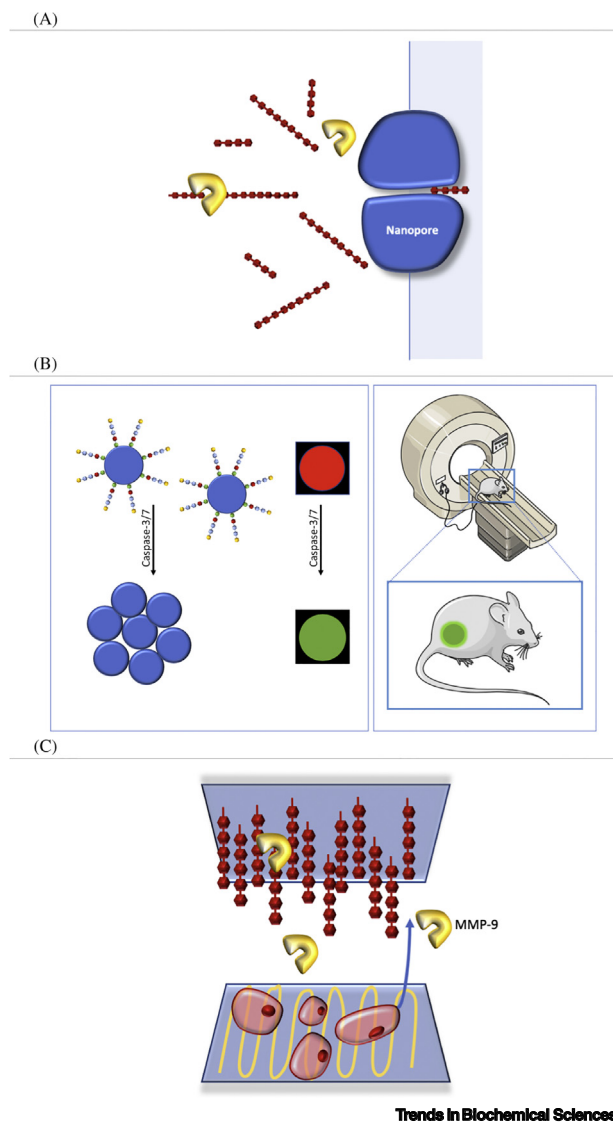 (A)
Nanopore
(B)
Caspase-3/7
Caspase-3/7
(C)
MMP-9
Trends in Biochemical Sciences